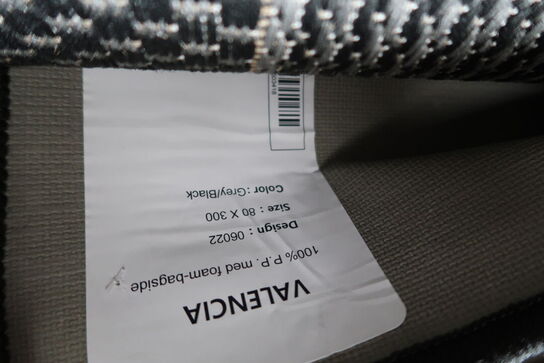 VALENCIA
100% P.P. med foam-bagside
Design : 06022
Size : 80 X 300
Color : Grey/Black